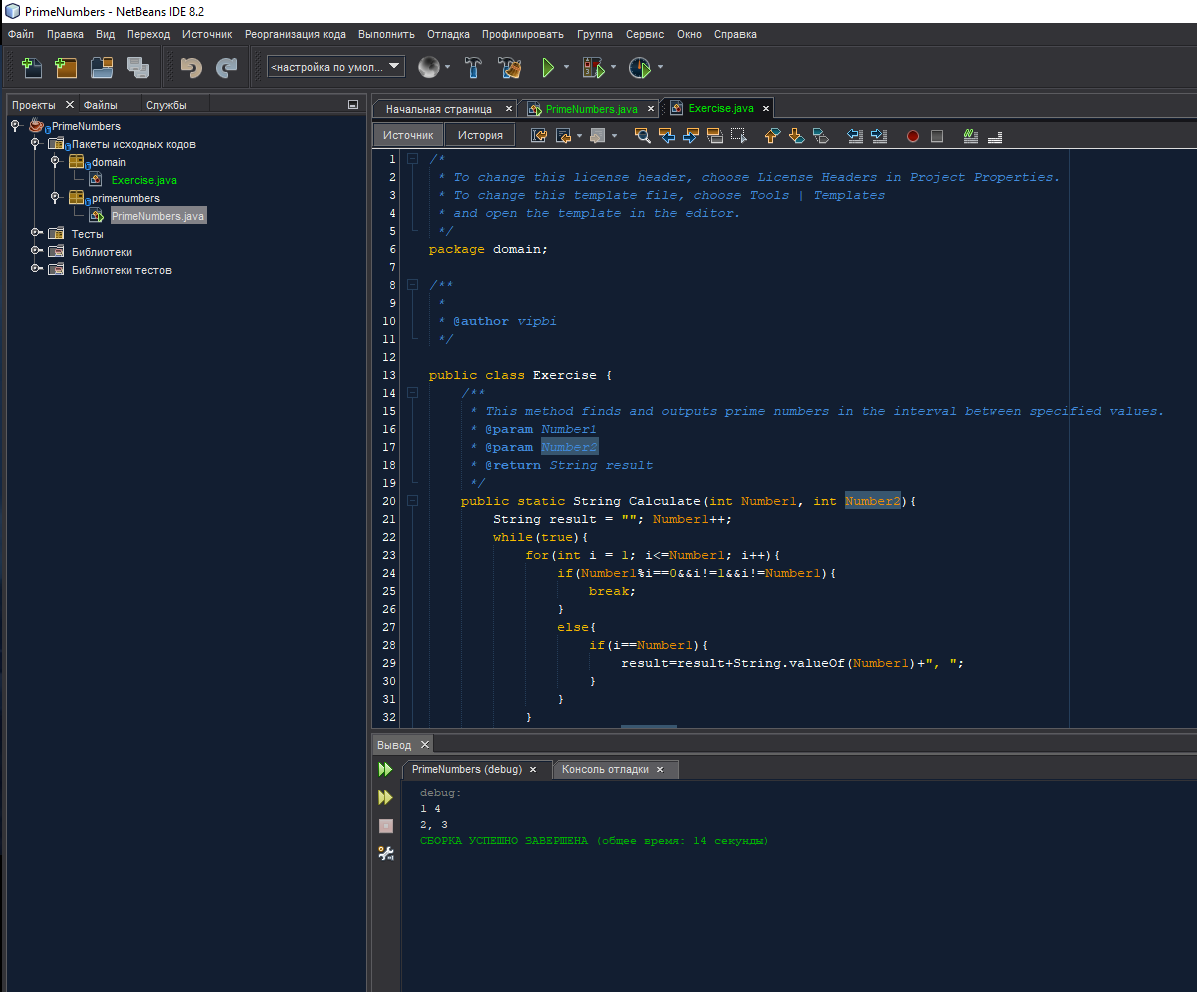 PrimeNumbers - NetBeans IDE 8.2
Файл Правка Вид Переход Источник Реорганизация кода Выполнить Отладка Профилировать Группа Сервис Окно Справка
<настройка по умол...
Проекты Файлы Службы
PrimeNumbers
Пакеты исходных кодов
domain
Exercise.java
primenumbers
PrimeNumbers.java
Тесты
Библиотеки
Библиотеки тестов
Начальная страница PrimeNumbers.java Exercise.java
Источник История
1 /*
2 * To change this license header, choose License Headers in Project Properties.
3 * To change this template file, choose Tools | Templates
4 * and open the template in the editor.
5 */
6 package domain;
7
8 /**
9 *
10 * @author vipbi
11 */
12
13 public class Exercise {
14 /**
15 * This method finds and outputs prime numbers in the interval between specified values.
16 * @param Number1
17 * @param Number2
18 * @return String result
19 */
20 public static String Calculate(int Number1, int Number2){
21 String result = ""; Number1++;
22 while(true){
23 for(int i = 1; i<=Number1; i++){
24 if(Number1%i==0&&i!=1&&i!=Number1){
25 break;
26 }
27 else{
28 if(i==Number1){
29 result=result+String.valueOf(Number1)+", ";
30 }
31 }
32 }
Вывод
PrimeNumbers (debug) Консоль отладки
debug:
1 4
2, 3
СБОРКА УСПЕШНО ЗАВЕРШЕНА (общее время: 14 секунды)